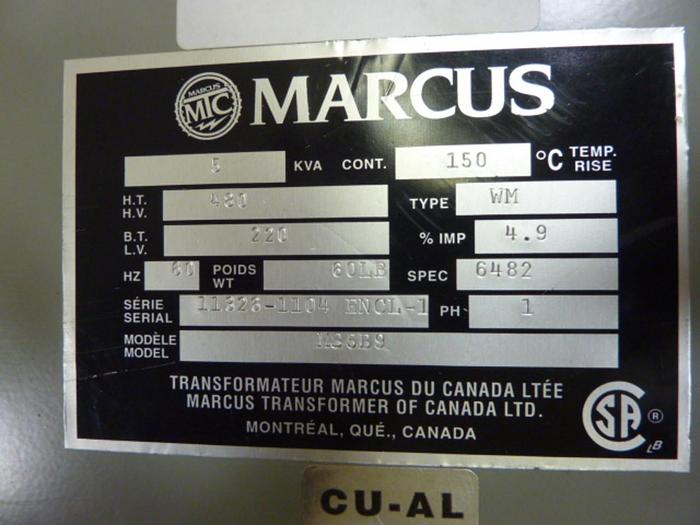 MARCUS MTC MARCUS
5 KVA CONT. 150 °C TEMP. RISE
H.T. H.V. 480 TYPE WM
B.T. L.V. 220 % IMP 4.9
HZ 60 POIDS WT 60LB SPEC 6482
SÉRIE SERIAL 11326-1104 ENCL-1 PH 1
MODÈLE MODEL
TRANSFORMATEUR MARCUS DU CANADA LTÉE
MARCUS TRANSFORMER OF CANADA LTD.
MONTRÉAL, QUÉ., CANADA
SA ®
LB
CU-AL